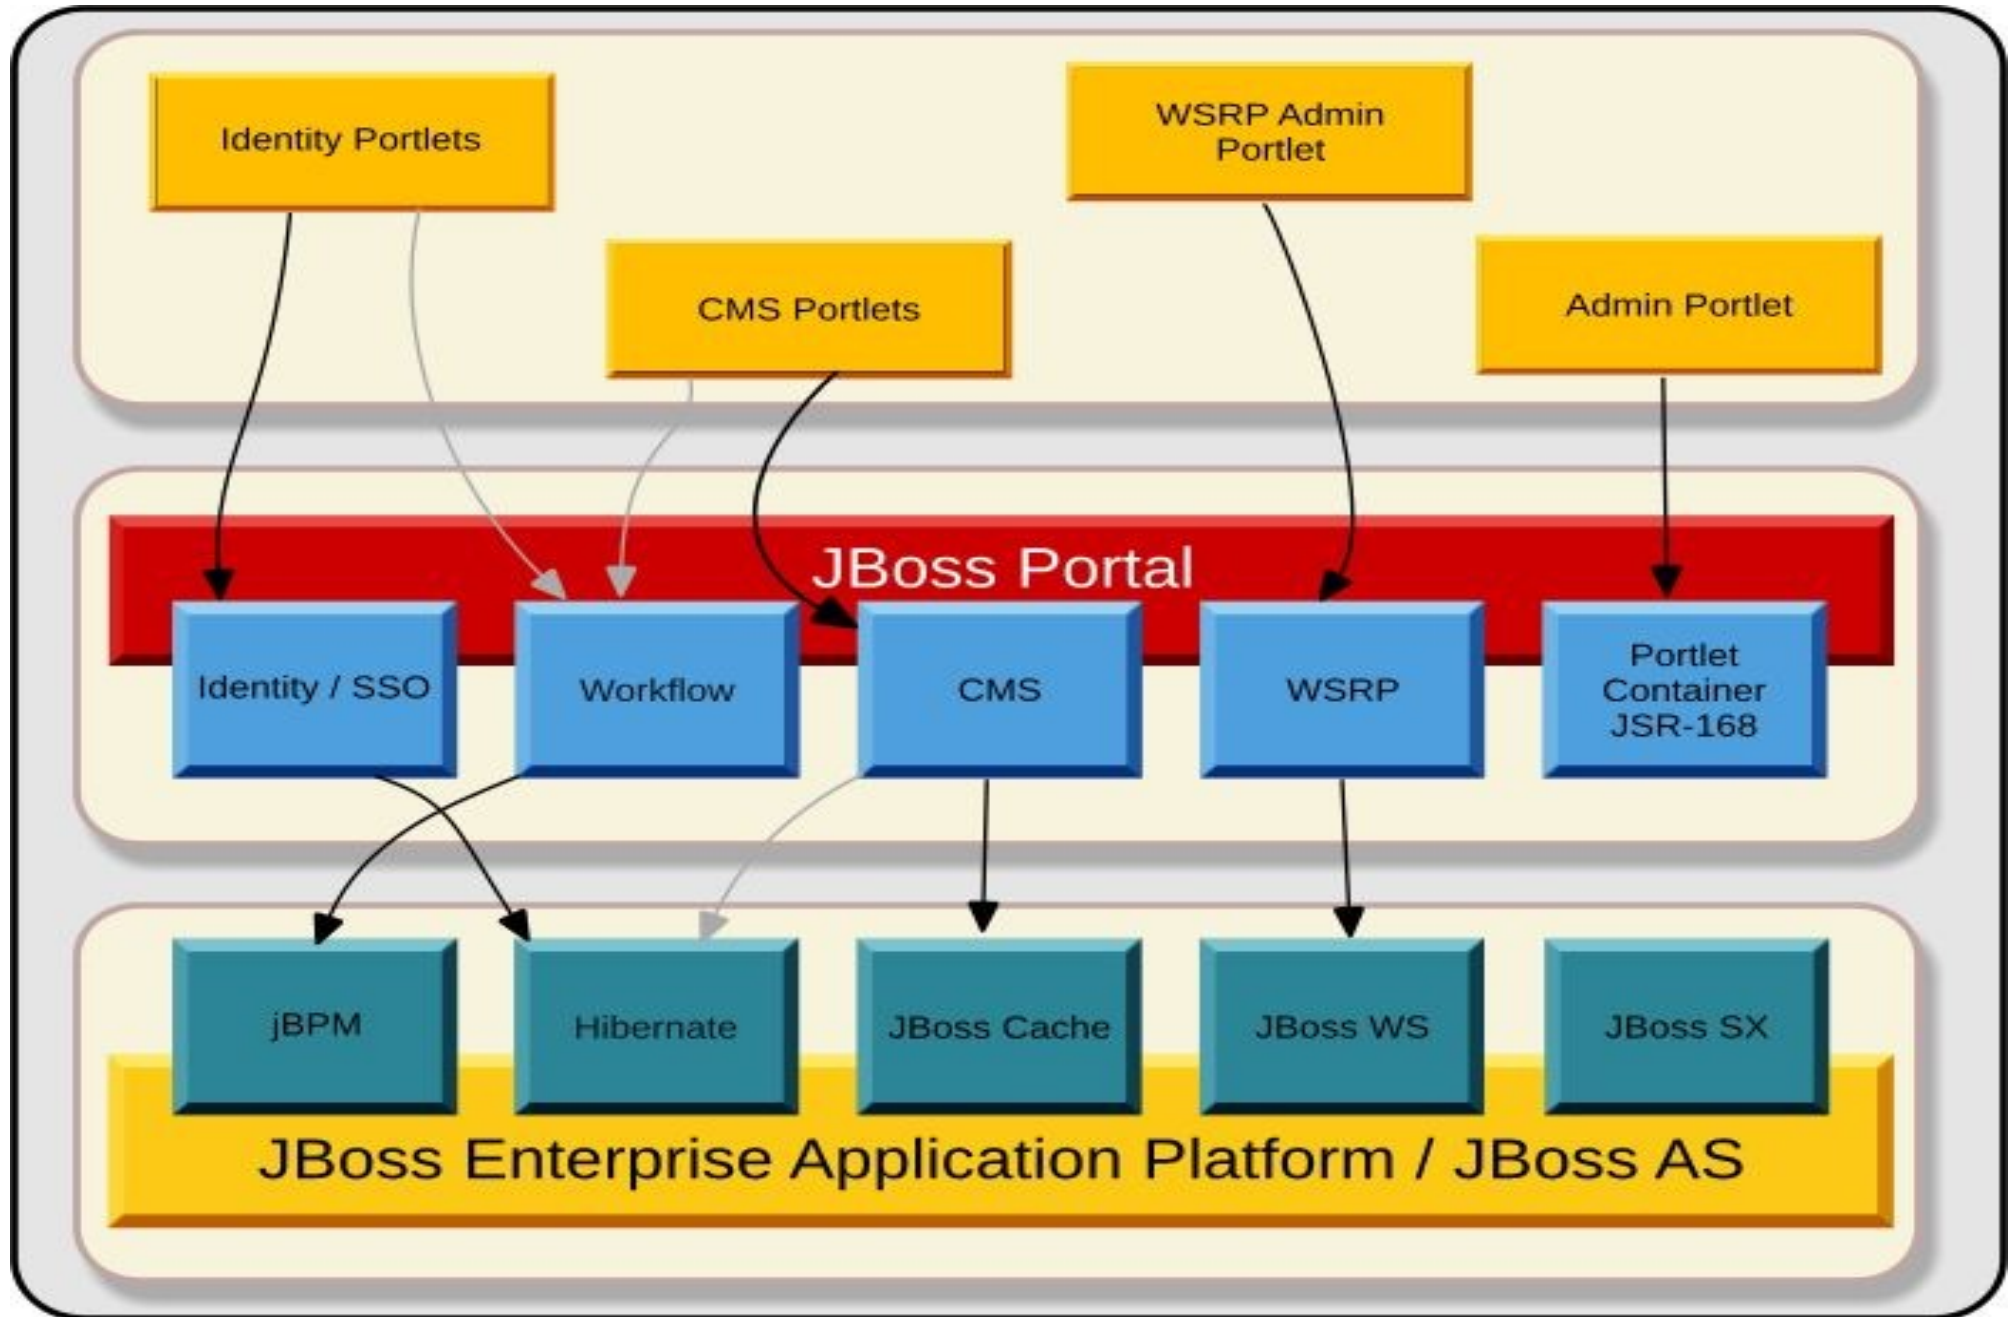 Identity Portlets
WSRP Admin
Portlet
CMS Portlets
Admin Portlet
JBoss Portal
Identity / SSO
Workflow
CMS
WSRP
Portlet
Container
JSR-168
jBPM
Hibernate
JBoss Cache
JBoss WS
JBoss SX
JBoss Enterprise Application Platform / JBoss AS